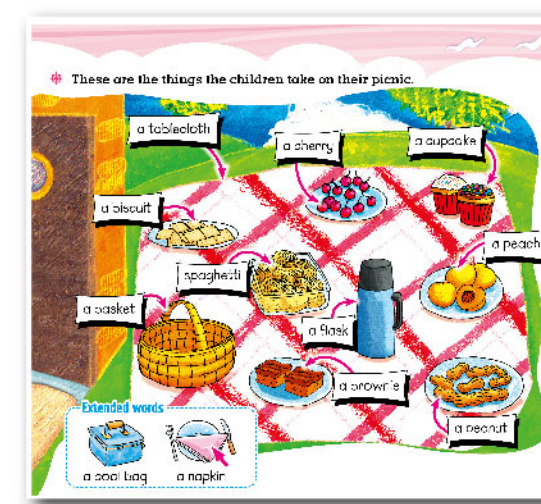 These are the things the children take on their picnic.
a tablecloth
a cherry
a cupcake
a biscuit
a peach
spaghetti
a basket
a flask
a brownie
a peanut
Extended words
a cool bag
a napkin